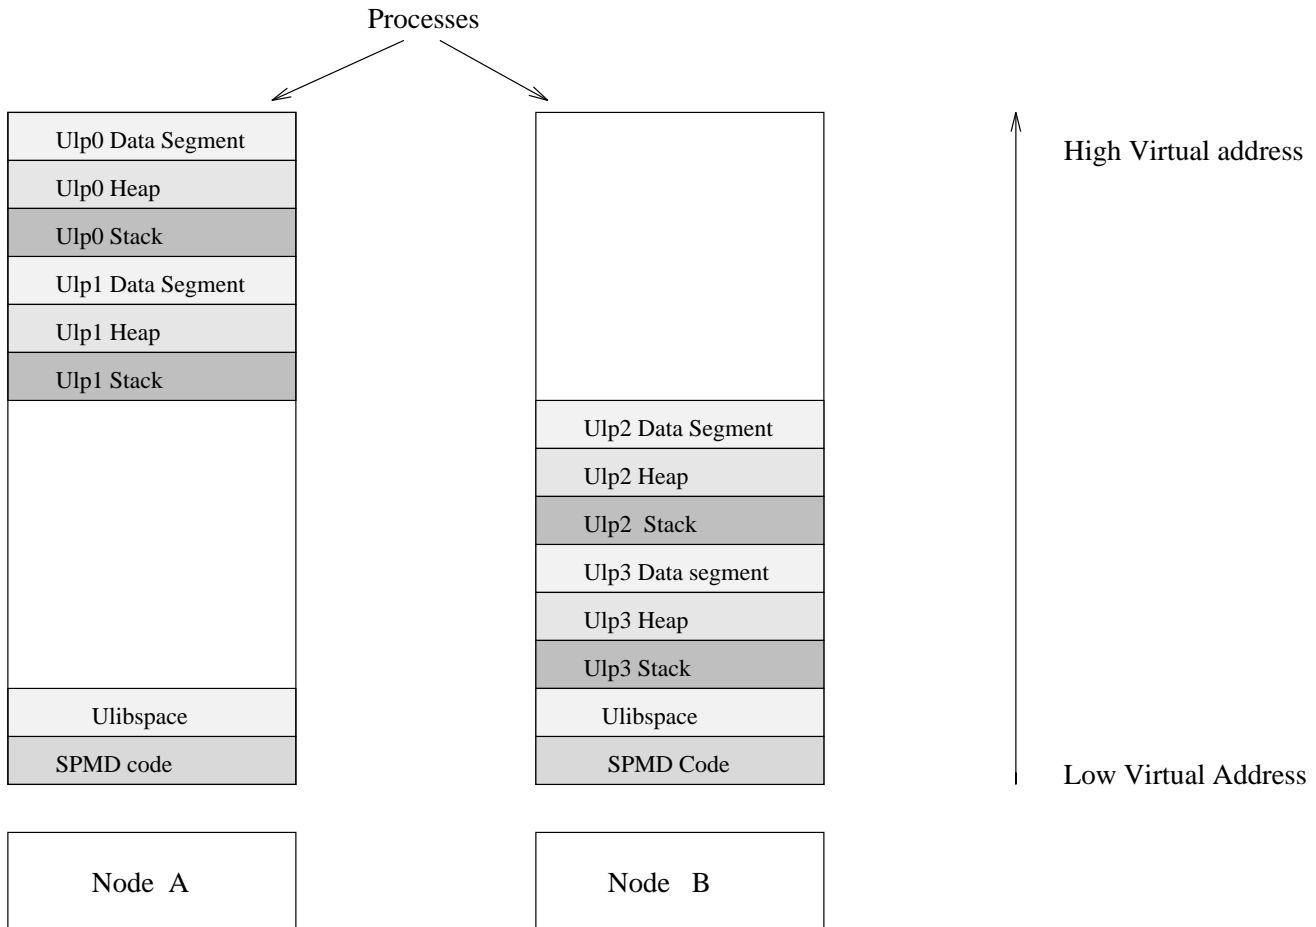 Processes
Ulp0 Data Segment
Ulp0 Heap
Ulp0 Stack
Ulp1 Data Segment
Ulp1 Heap
Ulp1 Stack
Ulibspace
SPMD code
Node A
Ulp2 Data Segment
Ulp2 Heap
Ulp2 Stack
Ulp3 Data segment
Ulp3 Heap
Ulp3 Stack
Ulibspace
SPMD Code
Node B
High Virtual address
Low Virtual Address